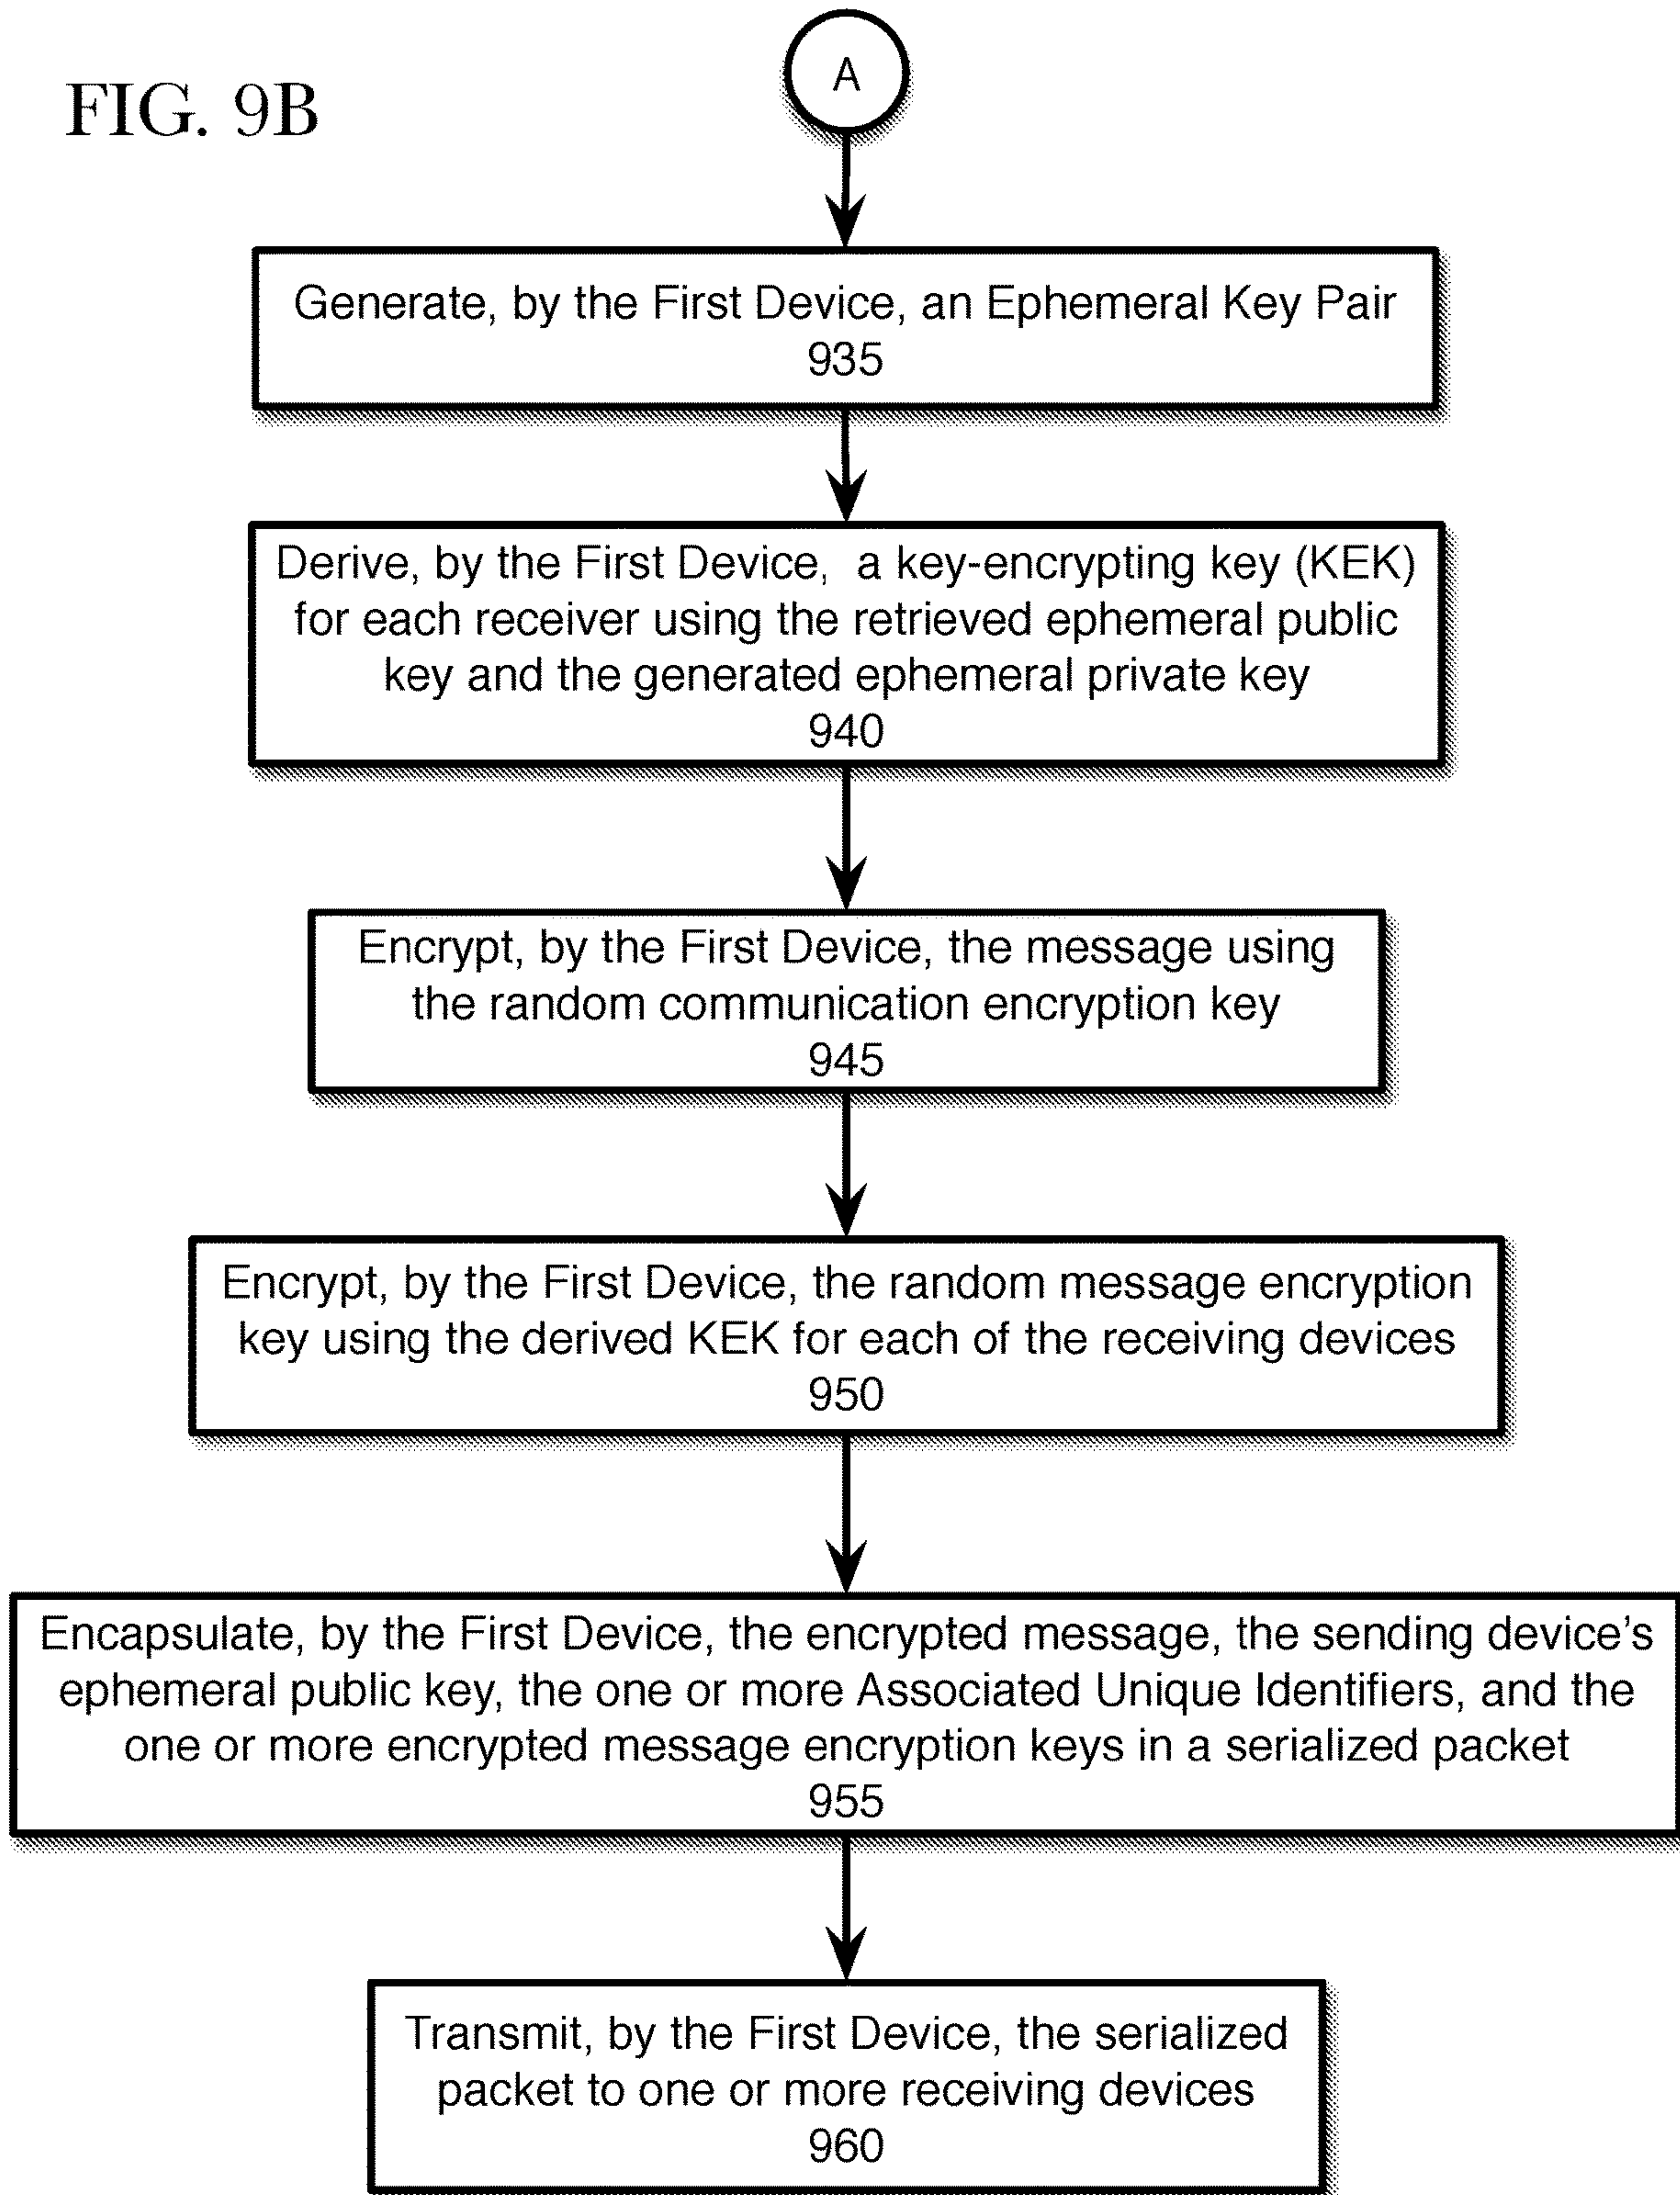 FIG. 9B
A
Generate, by the First Device, an Ephemeral Key Pair
935
Derive, by the First Device, a key-encrypting key (KEK)
for each receiver using the retrieved ephemeral public
key and the generated ephemeral private key
940
Encrypt, by the First Device, the message using
the random communication encryption key
945
Encrypt, by the First Device, the random message encryption
key using the derived KEK for each of the receiving devices
950
Encapsulate, by the First Device, the encrypted message, the sending device's
ephemeral public key, the one or more Associated Unique Identifiers, and the
one or more encrypted message encryption keys in a serialized packet
955
Transmit, by the First Device, the serialized
packet to one or more receiving devices
960